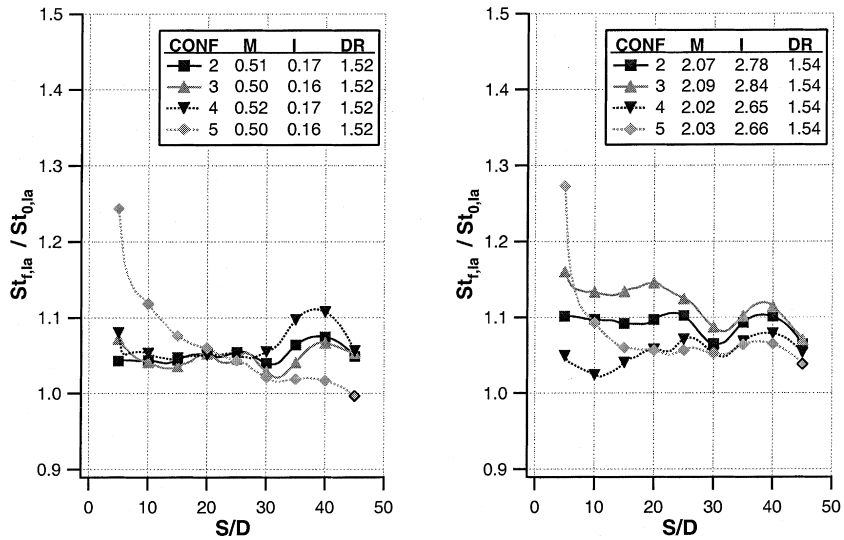 1.5
1.4
1.3
1.2
1.1
1.0
0.9
St_f,la / St_0,la
CONF M I DR
2 0.51 0.17 1.52
3 0.50 0.16 1.52
4 0.52 0.17 1.52
5 0.50 0.16 1.52
0 10 20 30 40 50
S/D
1.5
1.4
1.3
1.2
1.1
1.0
0.9
St_f,la / St_0,la
CONF M I DR
2 2.07 2.78 1.54
3 2.09 2.84 1.54
4 2.02 2.65 1.54
5 2.03 2.66 1.54
0 10 20 30 40 50
S/D